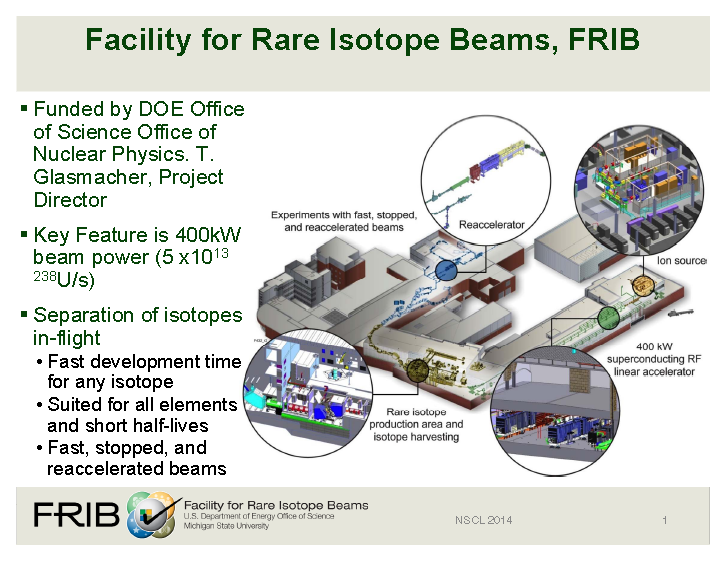 Facility for Rare Isotope Beams, FRIB
▪ Funded by DOE Office
of Science Office of
Nuclear Physics. T.
Glasmacher, Project
Director
▪ Key Feature is 400kW
beam power (5 x10¹³
²³⁸U/s)
▪ Separation of isotopes
in-flight
• Fast development time
for any isotope
• Suited for all elements
and short half-lives
• Fast, stopped, and
reaccelerated beams
Experiments with fast, stopped,
and reaccelerated beams
Reaccelerator
Ion source
400 kW
superconducting RF
linear accelerator
Rare isotope
production area and
isotope harvesting
FRIB
Facility for Rare Isotope Beams
U.S. Department of Energy Office of Science
Michigan State University
NSCL 2014
1